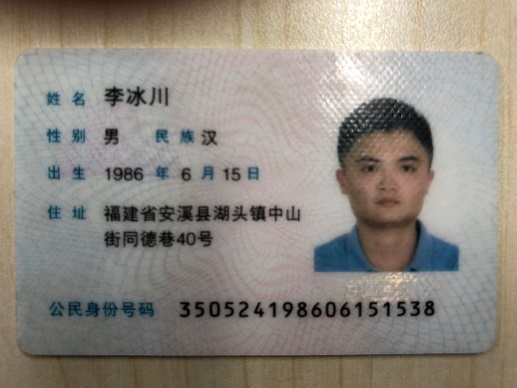 姓名 李冰川
性别 男 民族 汉
出生 1986 年 6 月 15 日
住址 福建省安溪县湖头镇中山
街同德巷40号
公民身份号码 350524198606151538